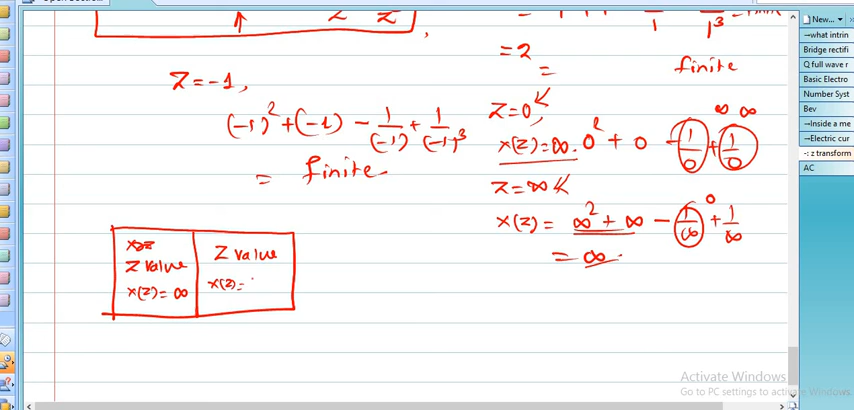 New...
what intrin
Bridge rectifi
Q full wave r
Basic Electro
Number Syst
Bev
Inside a me
Electric cur
-: z transform
AC
= 2
=
finite
z = -1,
(-1)² + (-1) - 1/(-1) + 1/(-1)³
= finite
z = 0,
x(z) = ∞. 0² + 0 - 1/0 + 1/0
∞ ∞
z = ∞
x(z) = ∞² + ∞ - 1/∞ + 1/∞
0
= ∞.
Z value
x(z) = ∞
Z value
x(z) =
Activate Windows
Go to PC settings to activate Windows.